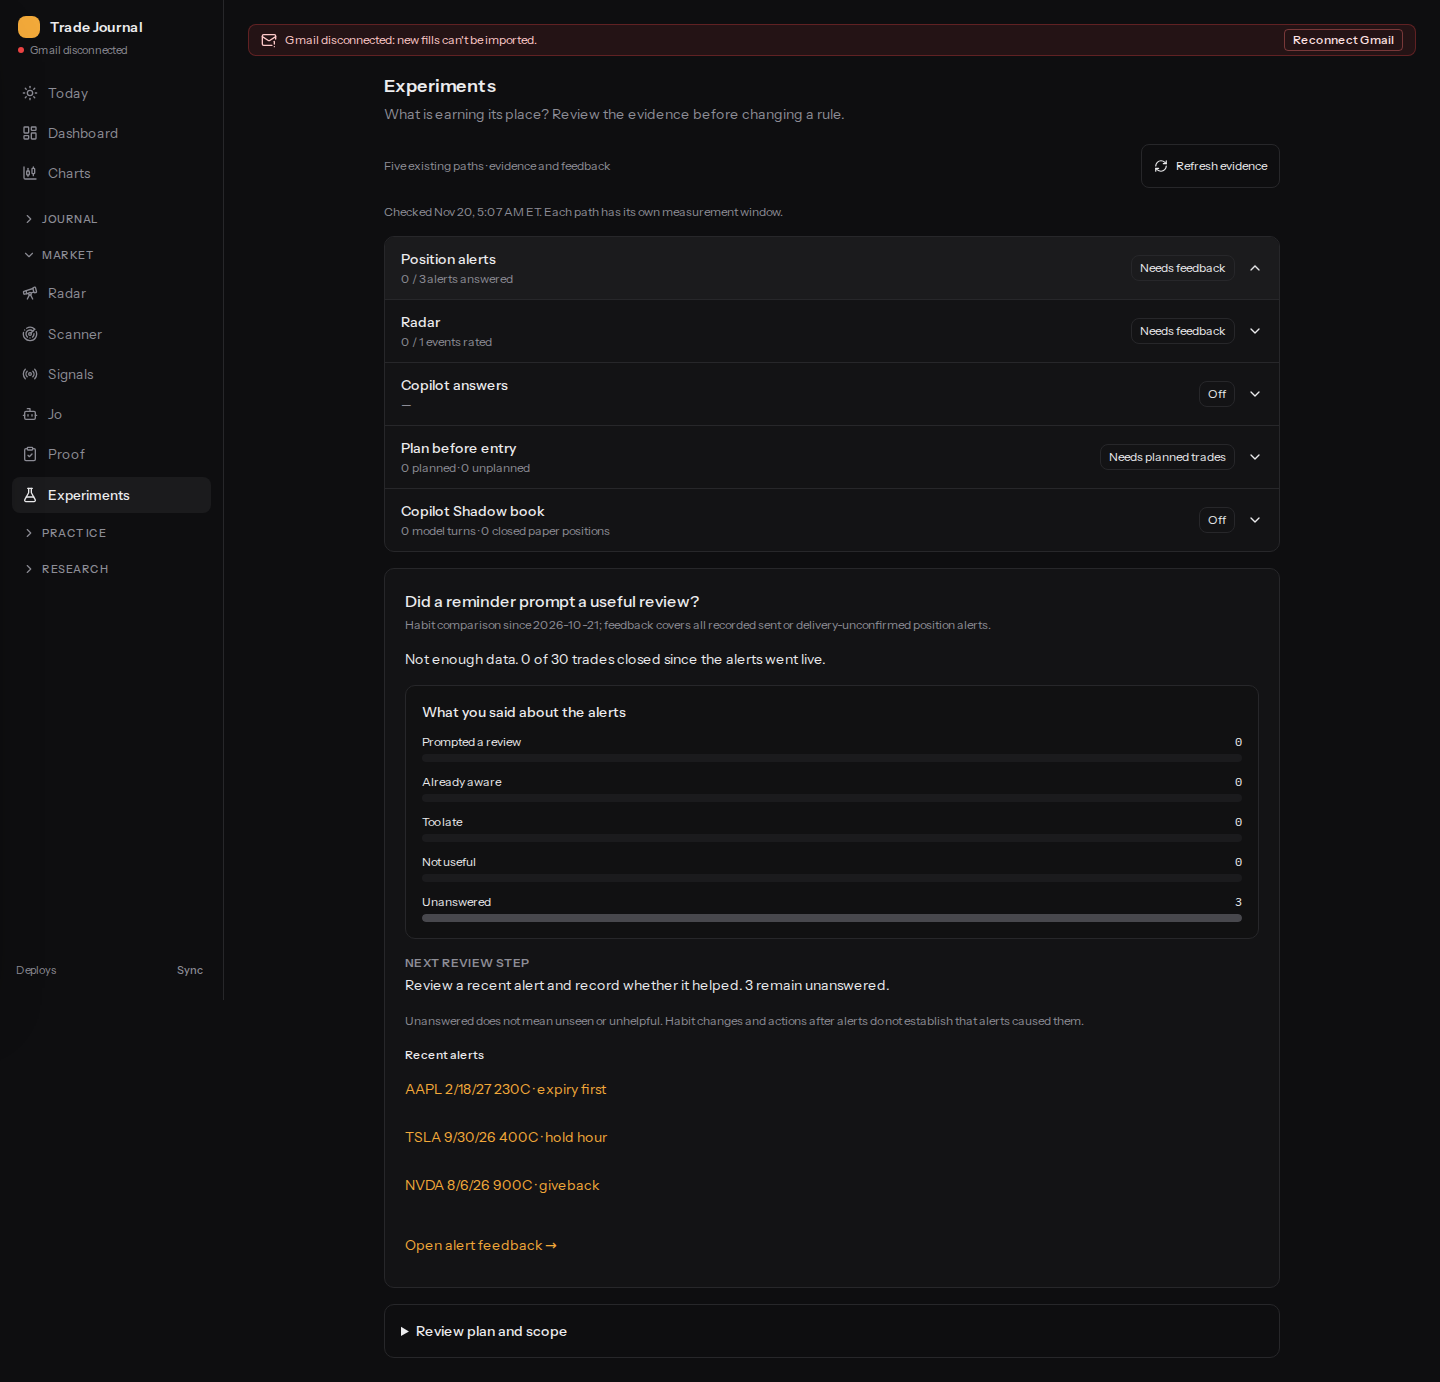 Trade Journal
Gmail disconnected
Today
Dashboard
Charts
JOURNAL
MARKET
Radar
Scanner
Signals
Jo
Proof
Experiments
PRACTICE
RESEARCH
Deploys
Sync
Gmail disconnected: new fills can't be imported.
Reconnect Gmail
Experiments
What is earning its place? Review the evidence before changing a rule.
Five existing paths · evidence and feedback
Refresh evidence
Checked Nov 20, 5:07 AM ET. Each path has its own measurement window.
Position alerts
0 / 3 alerts answered
Needs feedback
Radar
0 / 1 events rated
Needs feedback
Copilot answers
—
Off
Plan before entry
0 planned · 0 unplanned
Needs planned trades
Copilot Shadow book
0 model turns · 0 closed paper positions
Off
Did a reminder prompt a useful review?
Habit comparison since 2026-10-21; feedback covers all recorded sent or delivery-unconfirmed position alerts.
Not enough data. 0 of 30 trades closed since the alerts went live.
What you said about the alerts
Prompted a review 0
Already aware 0
Too late 0
Not useful 0
Unanswered 3
NEXT REVIEW STEP
Review a recent alert and record whether it helped. 3 remain unanswered.
Unanswered does not mean unseen or unhelpful. Habit changes and actions after alerts do not establish that alerts caused them.
Recent alerts
AAPL 2/18/27 230C · expiry first
TSLA 9/30/26 400C · hold hour
NVDA 8/6/26 900C · giveback
Open alert feedback →
Review plan and scope